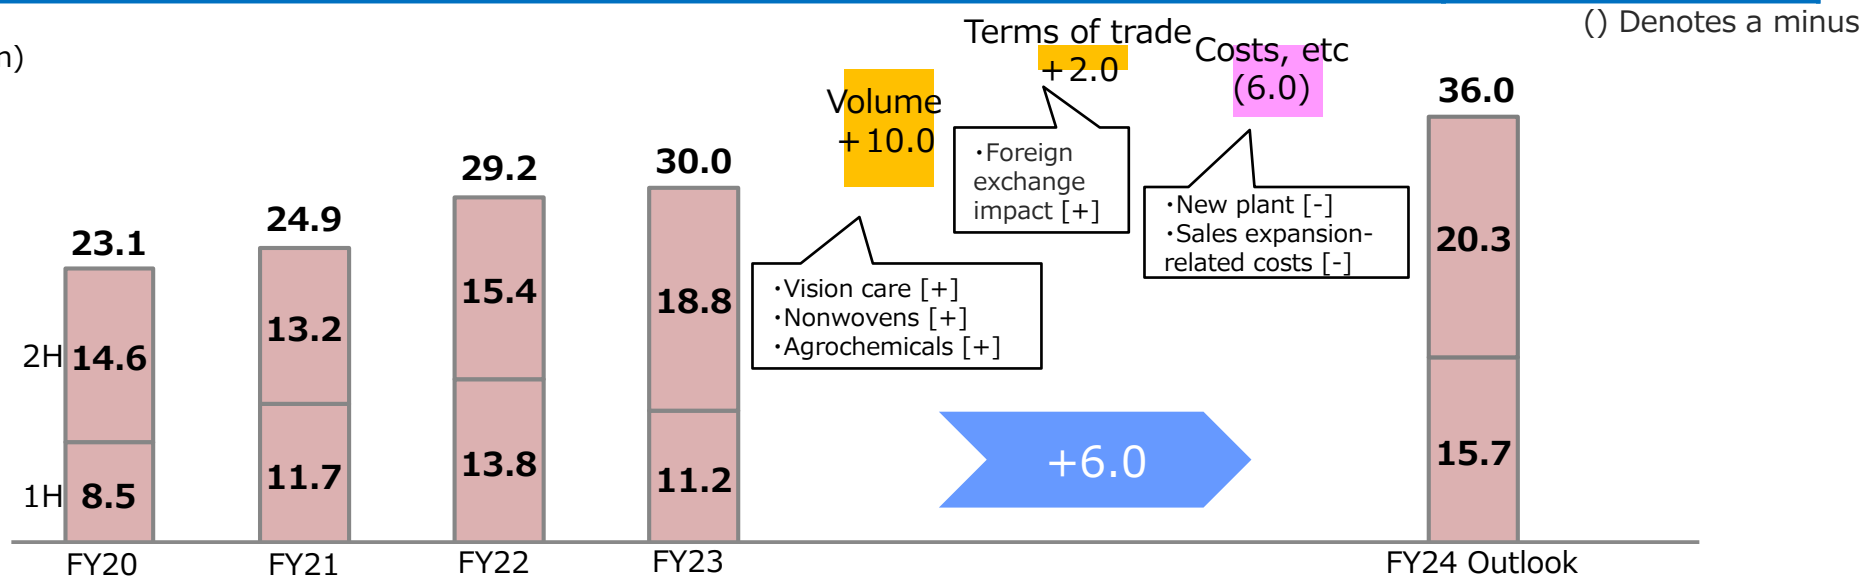 () Denotes a minus
n)
Terms of trade
+2.0
Costs, etc
(6.0)
Volume
+10.0
36.0
30.0
29.2
24.9
23.1
・Foreign
exchange
impact [+]
・New plant [-]
・Sales expansion-
related costs [-]
・Vision care [+]
・Nonwovens [+]
・Agrochemicals [+]
2H
14.6
13.2
15.4
18.8
20.3
1H
8.5
11.7
13.8
11.2
+6.0
15.7
FY20
FY21
FY22
FY23
FY24 Outlook